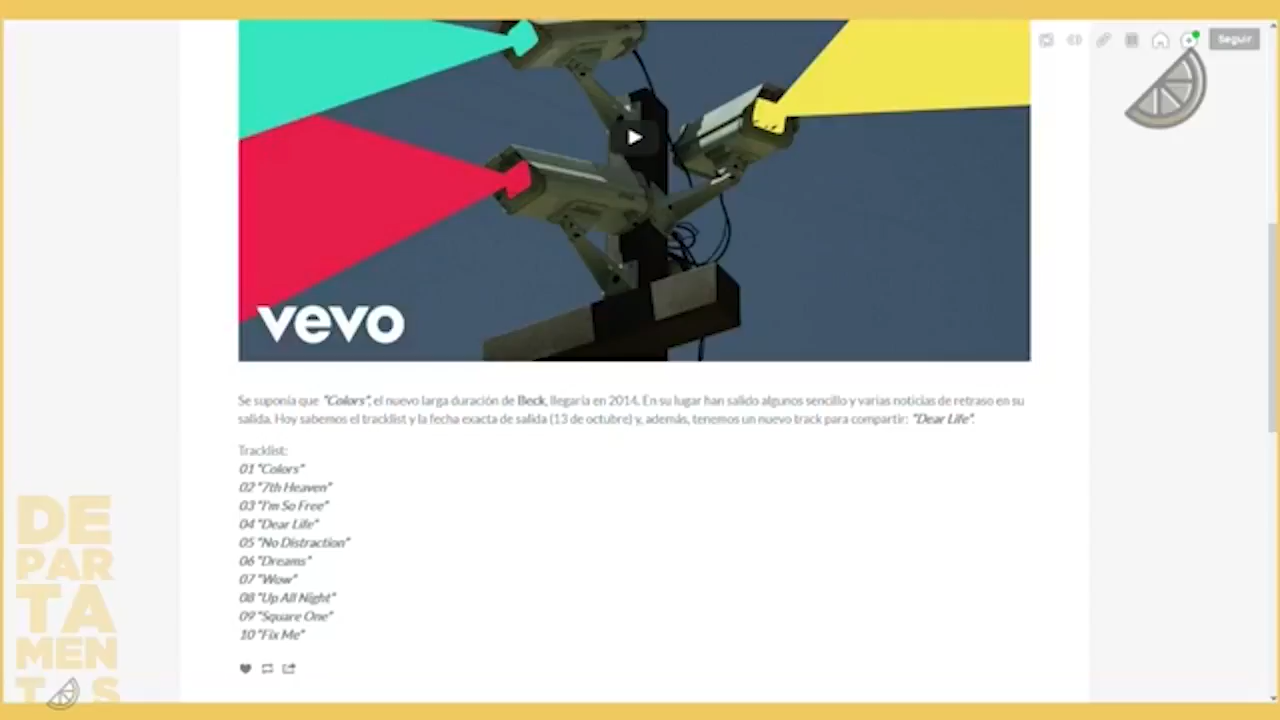 Seguir
vevo
Se suponía que "Colors", el nuevo larga duración de Beck, llegaría en 2014. En su lugar han salido algunos sencillo y varias noticias de retraso en su
salida. Hoy sabemos el tracklist y la fecha exacta de salida (13 de octubre) y, además, tenemos un nuevo track para compartir: "Dear Life".
Tracklist:
01 "Colors"
02 "7th Heaven"
03 "I'm So Free"
04 "Dear Life"
05 "No Distraction"
06 "Dreams"
07 "Wow"
08 "Up All Night"
09 "Square One"
10 "Fix Me"
DE
PAR
TA
MEN
TOS